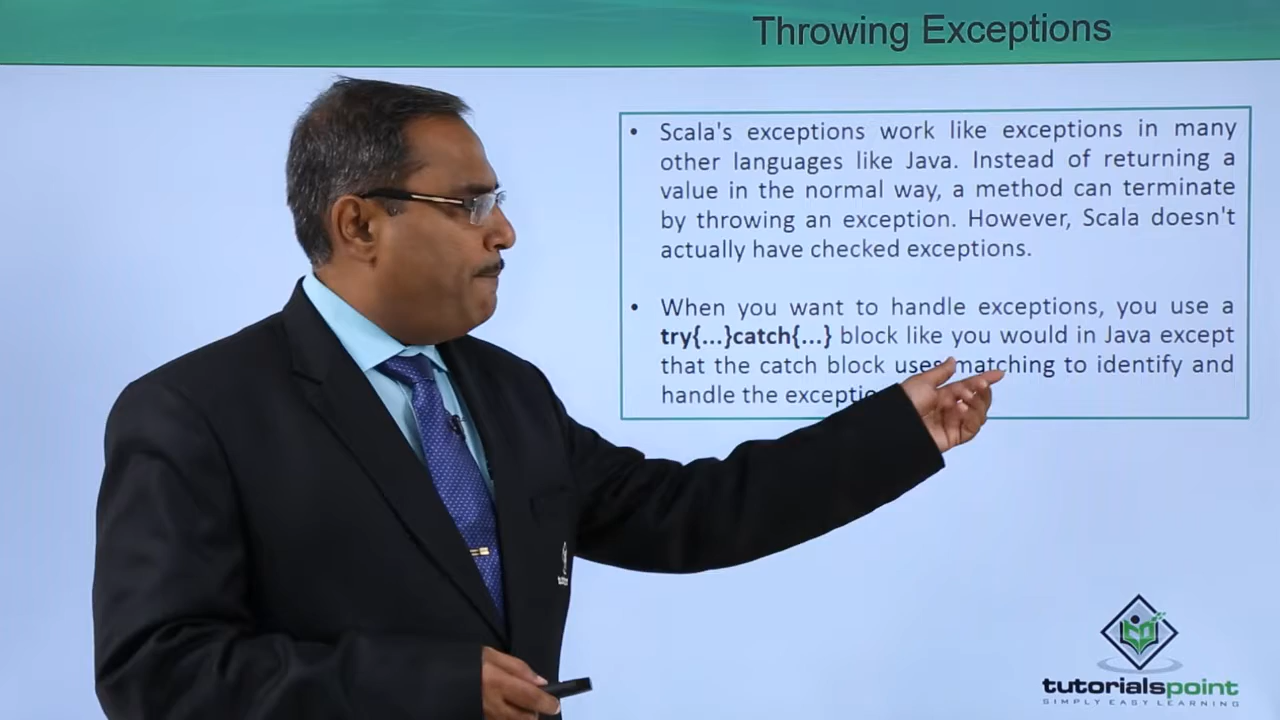 Throwing Exceptions
• Scala's exceptions work like exceptions in many
other languages like Java. Instead of returning a
value in the normal way, a method can terminate
by throwing an exception. However, Scala doesn't
actually have checked exceptions.
• When you want to handle exceptions, you use a
try{...}catch{...} block like you would in Java except
that the catch block uses matching to identify and
handle the
tutorialspoint
SIMPLY EASY LEARNING